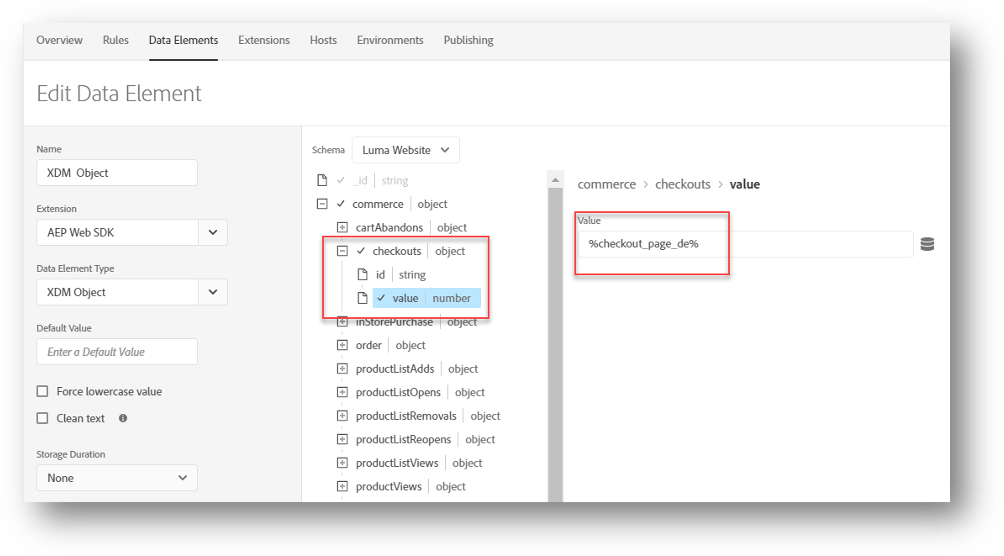 Overview Rules Data Elements Extensions Hosts Environments Publishing
Edit Data Element
Name
XDM Object
Extension
AEP Web SDK
Data Element Type
XDM Object
Default Value
Enter a Default Value
Force lowercase value
Clean text
Storage Duration
None
Schema Luma Website
_id string
commerce object
cartAbandons object
checkouts object
id string
value number
inStorePurchase object
order object
productListAdds object
productListOpens object
productListRemovals object
productListReopens object
productListViews object
productViews object
commerce > checkouts > value
Value
%checkout_page_de%